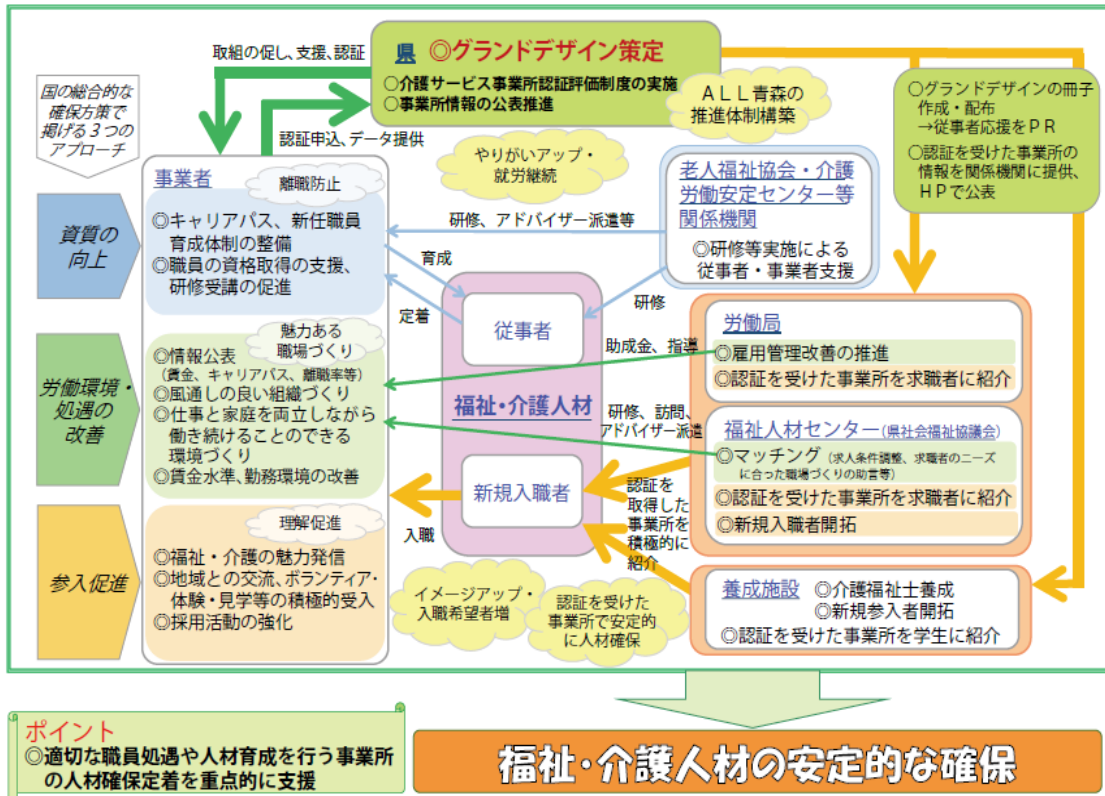 県 ◎グランドデザイン策定
○介護サービス事業所認証評価制度の実施
○事業所情報の公表推進
取組の促し、支援、認証
認証申込、データ提供
ALL青森の
推進体制構築
○グランドデザインの冊子
作成・配布
→従事者応援をPR
○認証を受けた事業所の
情報を関係機関に提供、
HPで公表
国の総合的な
確保方策で
掲げる3つの
アプローチ
資質の
向上
労働環境・
処遇の
改善
参入促進
事業者
離職防止
◎キャリアパス、新任職員
育成体制の整備
◎職員の資格取得の支援、
研修受講の促進
魅力ある
職場づくり
◎情報公表
(賃金、キャリアパス、離職率等)
◎風通しの良い組織づくり
◎仕事と家庭を両立しながら
働き続けることのできる
環境づくり
◎賃金水準、勤務環境の改善
理解促進
◎福祉・介護の魅力発信
◎地域との交流、ボランティア・
体験・見学等の積極的受入
◎採用活動の強化
やりがいアップ・
就労継続
研修、アドバイザー派遣等
育成
定着
研修
助成金、指導
研修、訪問、
アドバイザー派遣
認証を
取得した
事業所を
積極的に
紹介
入職
従事者
福祉・介護人材
新規入職者
イメージアップ・
入職希望者増
認証を受けた
事業所で安定的
に人材確保
老人福祉協会・介護
労働安定センター等
関係機関
◎研修等実施による
従事者・事業者支援
労働局
◎雇用管理改善の推進
◎認証を受けた事業所を求職者に紹介
福祉人材センター(県社会福祉協議会)
◎マッチング(求人条件調整、求職者のニーズ
に合った職場づくりの助言等)
◎認証を受けた事業所を求職者に紹介
◎新規入職者開拓
養成施設 ◎介護福祉士養成
◎新規参入者開拓
◎認証を受けた事業所を学生に紹介
ポイント
◎適切な職員処遇や人材育成を行う事業所
の人材確保定着を重点的に支援
福祉・介護人材の安定的な確保